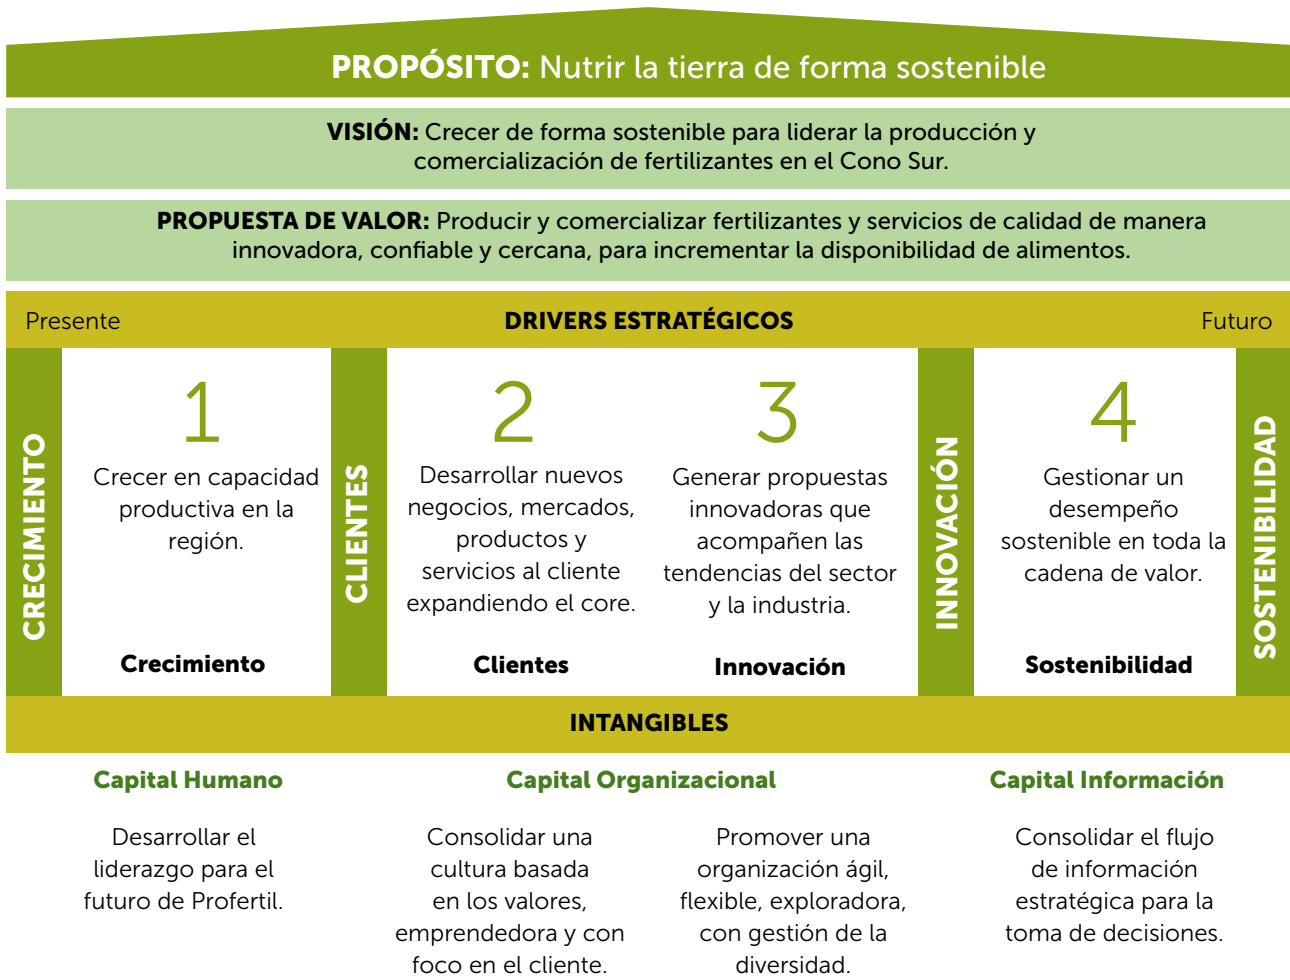 PROPÓSITO: Nutrir la tierra de forma sostenible
VISIÓN: Crecer de forma sostenible para liderar la producción y
comercialización de fertilizantes en el Cono Sur.
PROPUESTA DE VALOR: Producir y comercializar fertilizantes y servicios de calidad de manera
innovadora, confiable y cercana, para incrementar la disponibilidad de alimentos.
Presente
DRIVERS ESTRATÉGICOS
Futuro
CRECIMIENTO
1
Crecer en capacidad
productiva en la
región.
Crecimiento
CLIENTES
2
Desarrollar nuevos
negocios, mercados,
productos y
servicios al cliente
expandiendo el core.
Clientes
3
Generar propuestas
innovadoras que
acompañen las
tendencias del sector
y la industria.
Innovación
INNOVACIÓN
4
Gestionar un
desempeño
sostenible en toda la
cadena de valor.
Sostenibilidad
SOSTENIBILIDAD
INTANGIBLES
Capital Humano
Desarrollar el
liderazgo para el
futuro de Profertil.
Capital Organizacional
Consolidar una
cultura basada
en los valores,
emprendedora y con
foco en el cliente.
Promover una
organización ágil,
flexible, exploradora,
con gestión de la
diversidad.
Capital Información
Consolidar el flujo
de información
estratégica para la
toma de decisiones.